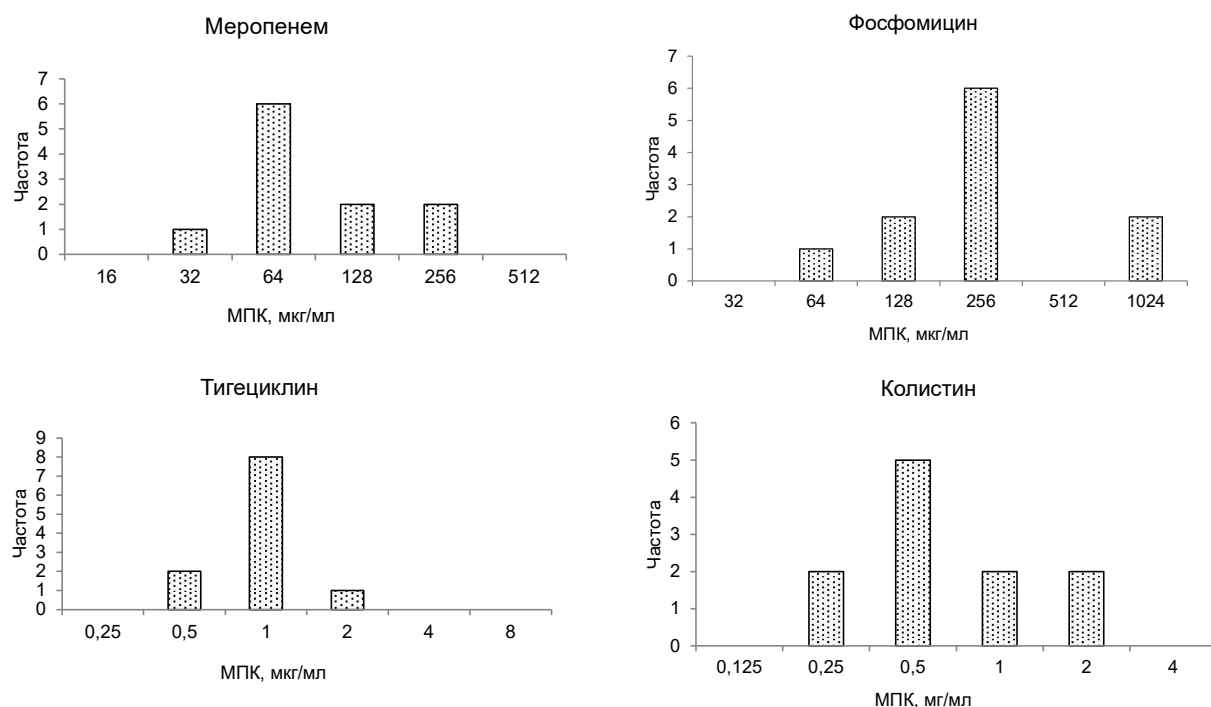 Меропенем
7
6
5
4
3
2
1
0
Частота
16 32 64 128 256 512
МПК, мкг/мл
Фосфомицин
7
6
5
4
3
2
1
0
Частота
32 64 128 256 512 1024
МПК, мкг/мл
Тигециклин
9
8
7
6
5
4
3
2
1
0
Частота
0,25 0,5 1 2 4 8
МПК, мкг/мл
Колистин
6
5
4
3
2
1
0
Частота
0,125 0,25 0,5 1 2 4
МПК, мг/мл